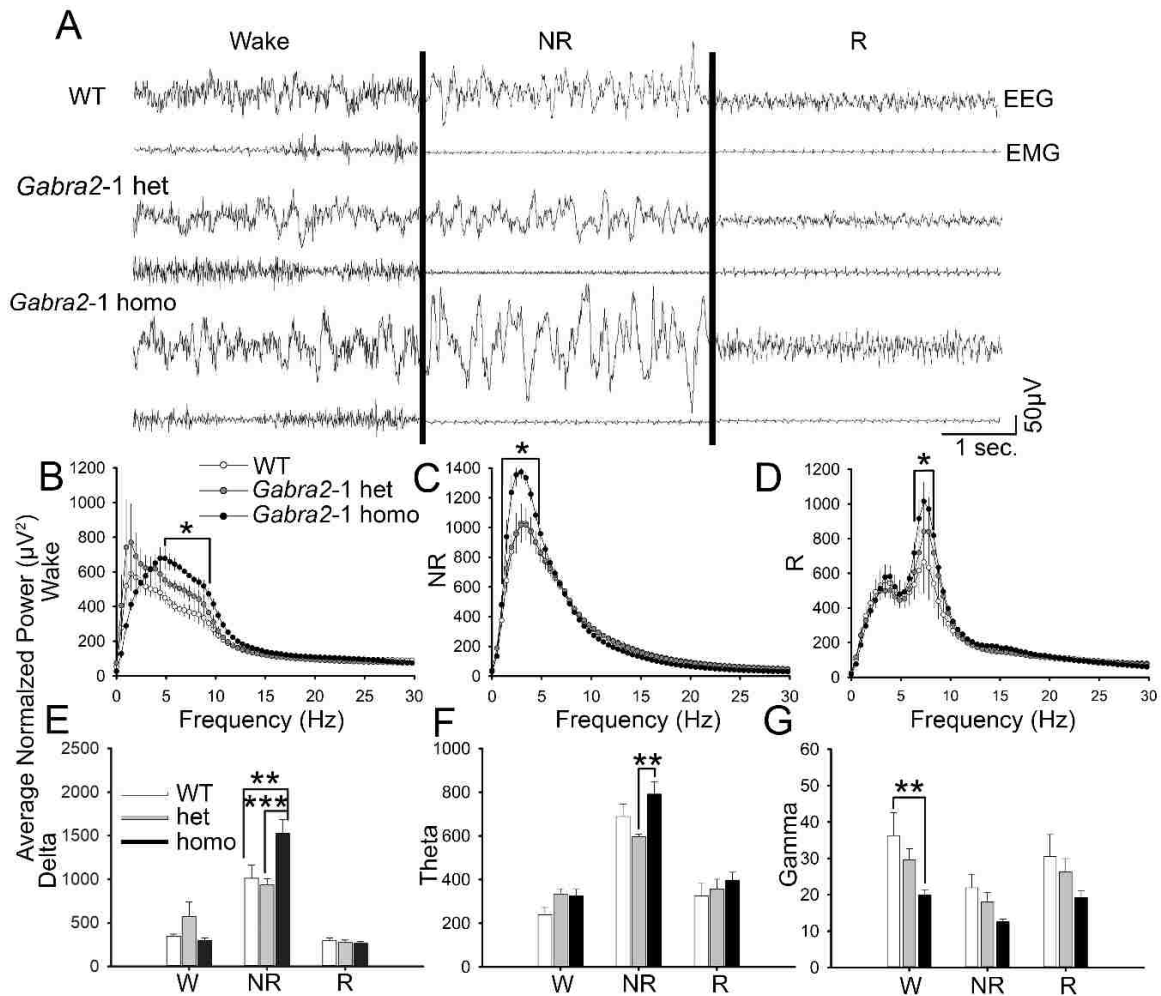 A
Wake NR R
WT
EEG
EMG
Gabra2-1 het
Gabra2-1 homo
50µV
1 sec.
B
1200
1000
800
600
400
200
0
0 5 10 15 20 25 30
WT
Gabra2-1 het
Gabra2-1 homo
*
Wake
Frequency (Hz)
C
1400
1200
1000
800
600
400
200
0
0 5 10 15 20 25 30
*
NR
Frequency (Hz)
D
1200
1000
800
600
400
200
0
0 5 10 15 20 25 30
*
R
Frequency (Hz)
Average Normalized Power (µV²)
E
2500
2000
1500
1000
500
0
Delta
WT
het
homo
**
***
W NR R
F
1000
800
600
400
200
0
Theta
**
W NR R
G
60
50
40
30
20
10
0
Gamma
**
W NR R